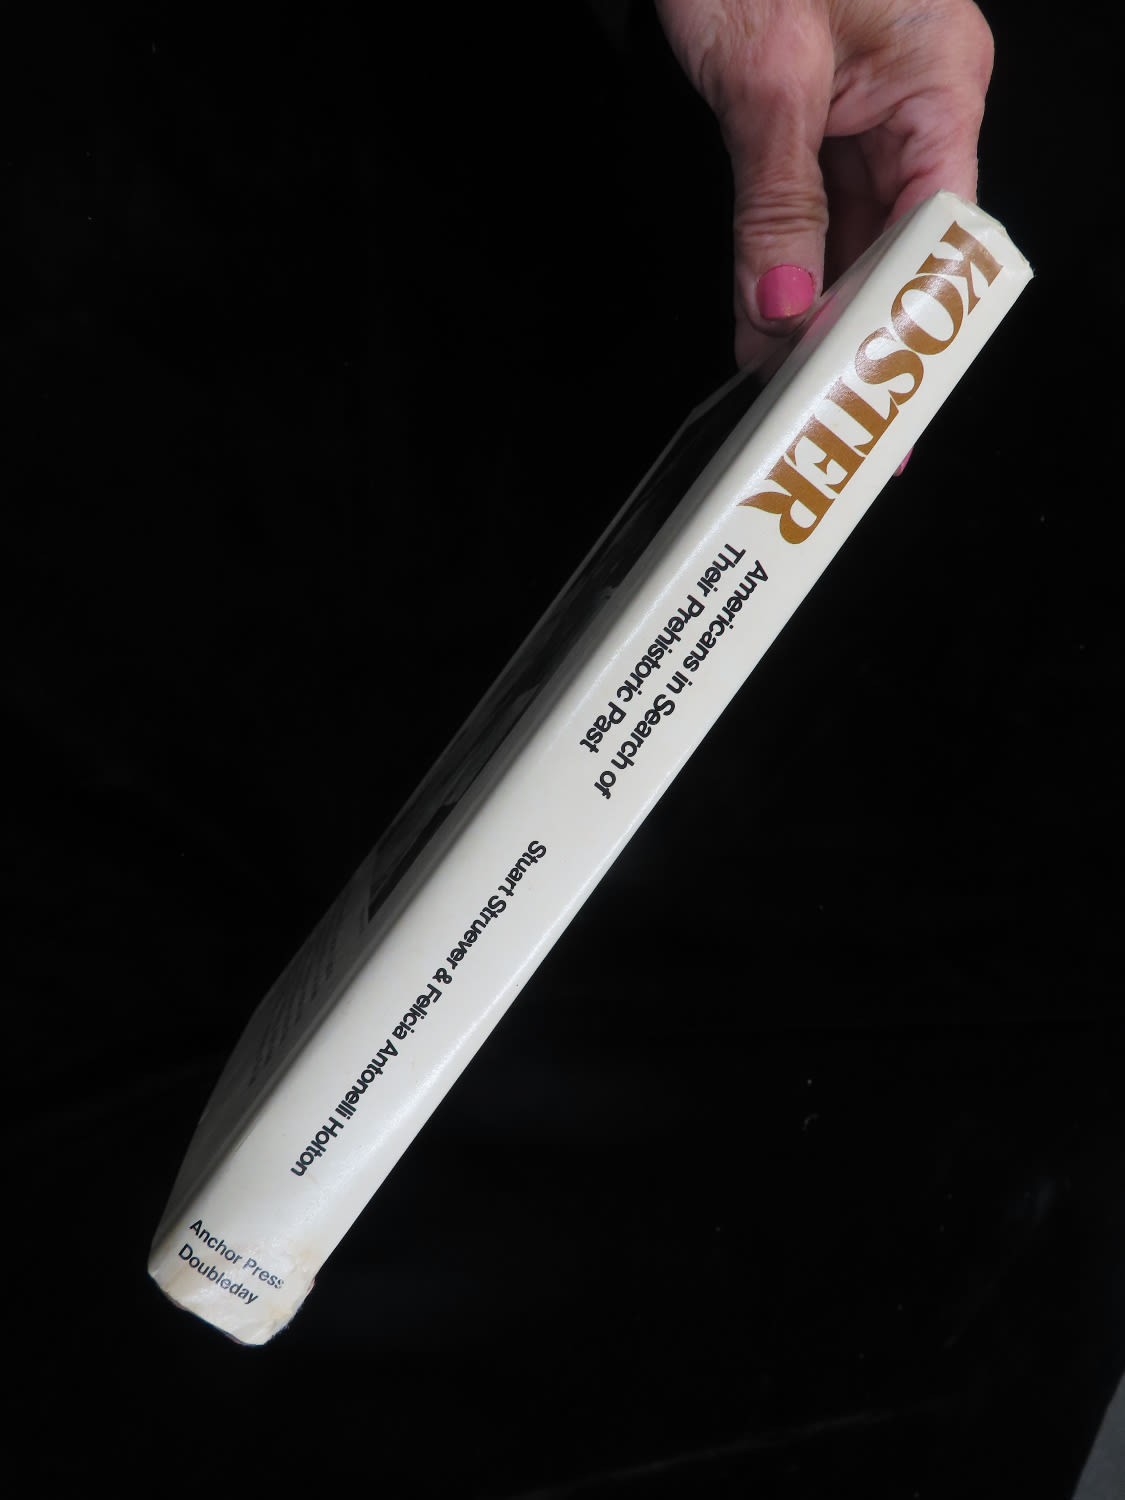 KOSTER
Americans in Search of
Their Prehistoric Past
Stuart Struever & Felicia Antonelli Holton
Anchor Press
Doubleday